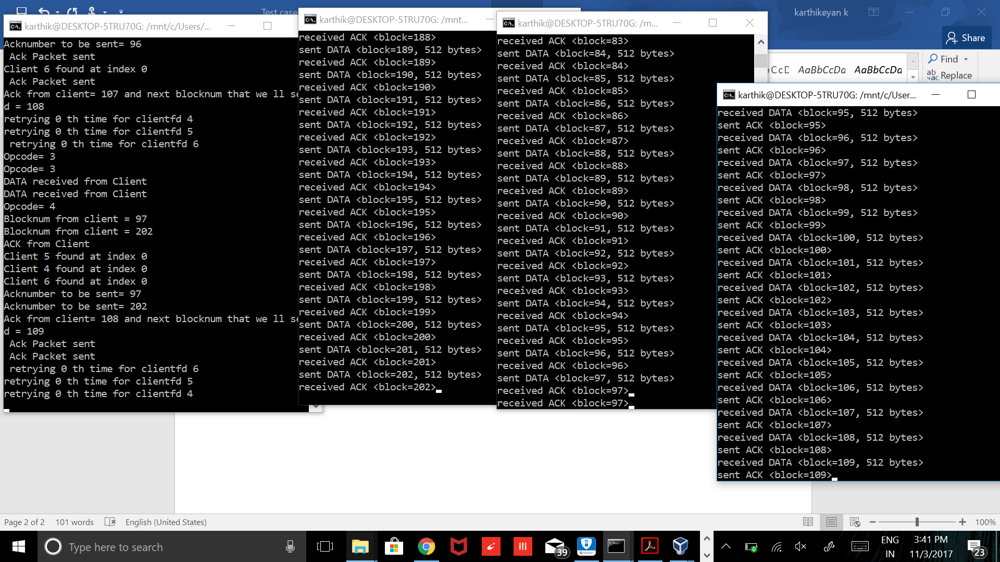 Test case
karthikeyan k
Share
CcD AaBbCcDd AaBbCcDd
Find
Replace
karthik@DESKTOP-5TRU70G: /mnt/c/Users/...
Acknumber to be sent= 96
Ack Packet sent
Client 6 found at index 0
Ack Packet sent
Ack from client= 107 and next blocknum that we ll se
d = 108
retrying 0 th time for clientfd 4
retrying 0 th time for clientfd 5
retrying 0 th time for clientfd 6
Opcode= 3
Opcode= 3
DATA received from Client
DATA received from Client
Opcode= 4
Blocknum from client = 97
Blocknum from client = 202
ACK from Client
Client 5 found at index 0
Client 4 found at index 0
Client 6 found at index 0
Acknumber to be sent= 97
Acknumber to be sent= 202
Ack from client= 108 and next blocknum that we ll se
d = 109
Ack Packet sent
Ack Packet sent
retrying 0 th time for clientfd 6
retrying 0 th time for clientfd 5
retrying 0 th time for clientfd 4
karthik@DESKTOP-5TRU70G: /mnt...
received ACK <block=188>
sent DATA <block=189, 512 bytes>
received ACK <block=189>
sent DATA <block=190, 512 bytes>
received ACK <block=190>
sent DATA <block=191, 512 bytes>
received ACK <block=191>
sent DATA <block=192, 512 bytes>
received ACK <block=192>
sent DATA <block=193, 512 bytes>
received ACK <block=193>
sent DATA <block=194, 512 bytes>
received ACK <block=194>
sent DATA <block=195, 512 bytes>
received ACK <block=195>
sent DATA <block=196, 512 bytes>
received ACK <block=196>
sent DATA <block=197, 512 bytes>
received ACK <block=197>
sent DATA <block=198, 512 bytes>
received ACK <block=198>
sent DATA <block=199, 512 bytes>
received ACK <block=199>
sent DATA <block=200, 512 bytes>
received ACK <block=200>
sent DATA <block=201, 512 bytes>
received ACK <block=201>
sent DATA <block=202, 512 bytes>
received ACK <block=202>
karthik@DESKTOP-5TRU70G: /m...
received ACK <block=83>
sent DATA <block=84, 512 bytes>
received ACK <block=84>
sent DATA <block=85, 512 bytes>
received ACK <block=85>
sent DATA <block=86, 512 bytes>
received ACK <block=86>
sent DATA <block=87, 512 bytes>
received ACK <block=87>
sent DATA <block=88, 512 bytes>
received ACK <block=88>
sent DATA <block=89, 512 bytes>
received ACK <block=89>
sent DATA <block=90, 512 bytes>
received ACK <block=90>
sent DATA <block=91, 512 bytes>
received ACK <block=91>
sent DATA <block=92, 512 bytes>
received ACK <block=92>
sent DATA <block=93, 512 bytes>
received ACK <block=93>
sent DATA <block=94, 512 bytes>
received ACK <block=94>
sent DATA <block=95, 512 bytes>
received ACK <block=95>
sent DATA <block=96, 512 bytes>
received ACK <block=96>
sent DATA <block=97, 512 bytes>
received ACK <block=97>
received ACK <block=97>
karthik@DESKTOP-5TRU70G: /mnt/c/User...
received DATA <block=95, 512 bytes>
sent ACK <block=95>
received DATA <block=96, 512 bytes>
sent ACK <block=96>
received DATA <block=97, 512 bytes>
sent ACK <block=97>
received DATA <block=98, 512 bytes>
sent ACK <block=98>
received DATA <block=99, 512 bytes>
sent ACK <block=99>
received DATA <block=100, 512 bytes>
sent ACK <block=100>
received DATA <block=101, 512 bytes>
sent ACK <block=101>
received DATA <block=102, 512 bytes>
sent ACK <block=102>
received DATA <block=103, 512 bytes>
sent ACK <block=103>
received DATA <block=104, 512 bytes>
sent ACK <block=104>
received DATA <block=105, 512 bytes>
sent ACK <block=105>
received DATA <block=106, 512 bytes>
sent ACK <block=106>
received DATA <block=107, 512 bytes>
sent ACK <block=107>
received DATA <block=108, 512 bytes>
sent ACK <block=108>
received DATA <block=109, 512 bytes>
sent ACK <block=109>
Page 2 of 2 101 words English (United States) 100%
Type here to search
39
ENG
IN
3:41 PM
11/3/2017
23